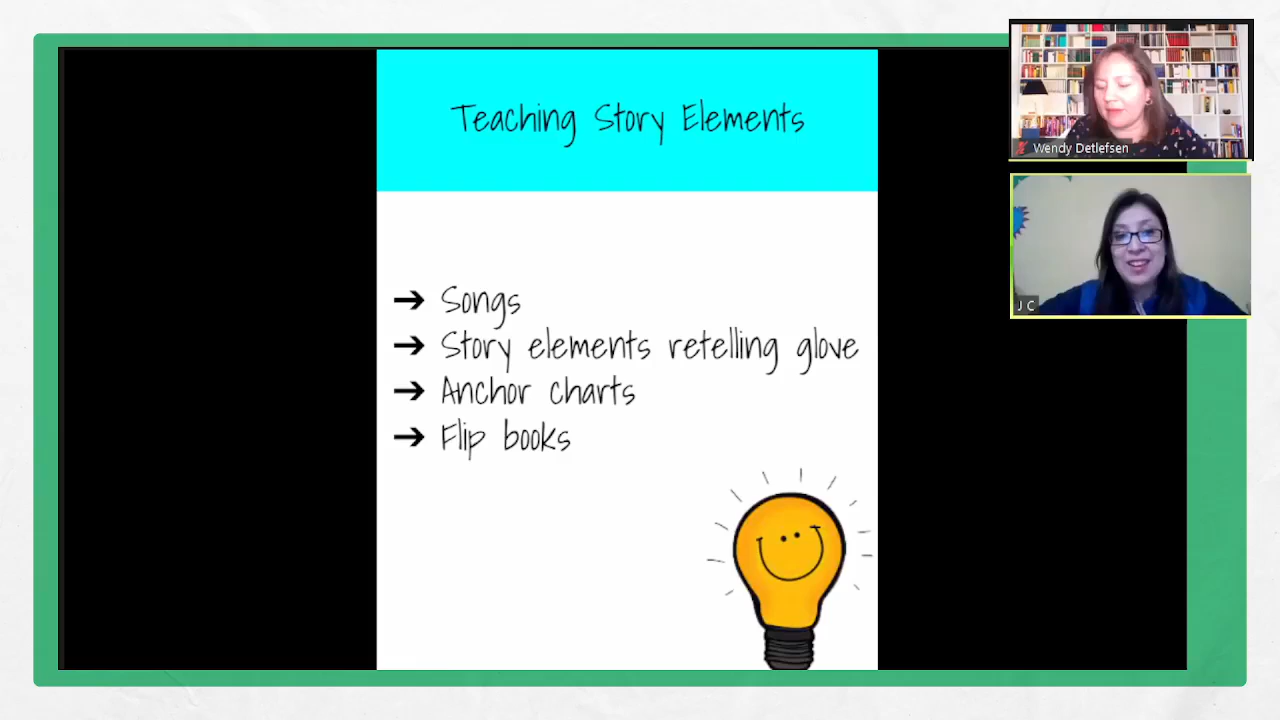 Teaching Story Elements
➔ Songs
➔ Story elements retelling glove
➔ Anchor charts
➔ Flip books
Wendy Detlefsen
J C